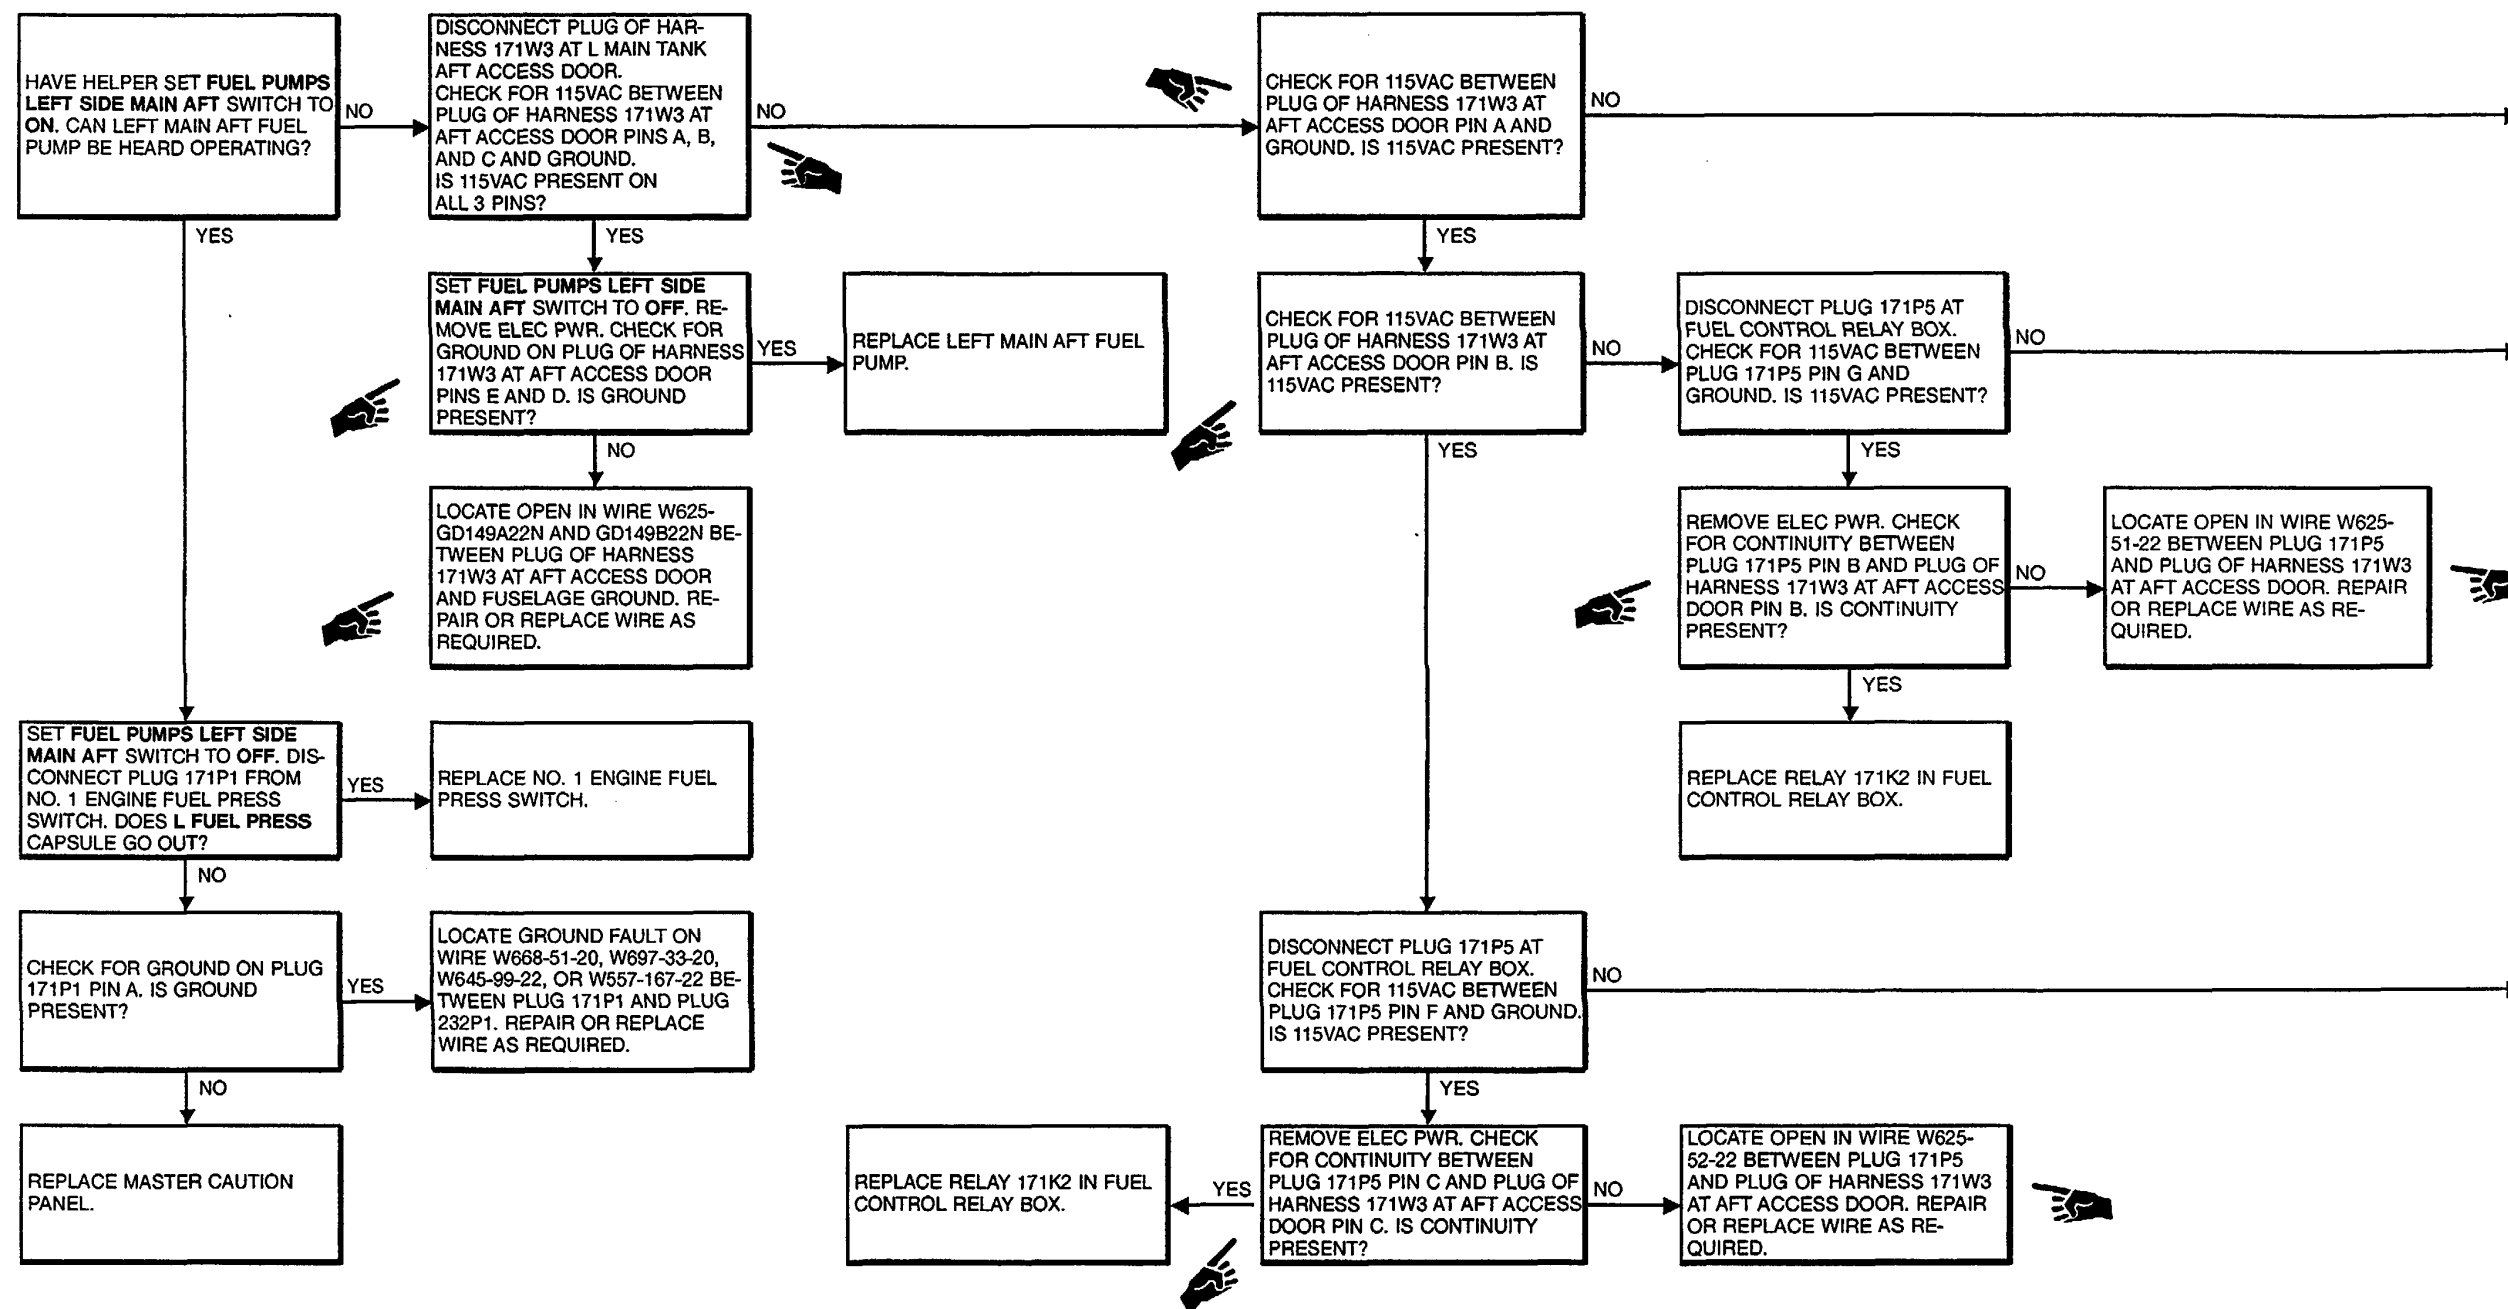 HAVE HELPER SET FUEL PUMPS
LEFT SIDE MAIN AFT SWITCH TO
ON. CAN LEFT MAIN AFT FUEL
PUMP BE HEARD OPERATING?
NO
YES
DISCONNECT PLUG OF HAR-
NESS 171W3 AT L MAIN TANK
AFT ACCESS DOOR.
CHECK FOR 115VAC BETWEEN
PLUG OF HARNESS 171W3 AT
AFT ACCESS DOOR PINS A, B,
AND C AND GROUND.
IS 115VAC PRESENT ON
ALL 3 PINS?
NO
YES
CHECK FOR 115VAC BETWEEN
PLUG OF HARNESS 171W3 AT
AFT ACCESS DOOR PIN A AND
GROUND. IS 115VAC PRESENT?
NO
YES
SET FUEL PUMPS LEFT SIDE
MAIN AFT SWITCH TO OFF. RE-
MOVE ELEC PWR. CHECK FOR
GROUND ON PLUG OF HARNESS
171W3 AT AFT ACCESS DOOR
PINS E AND D. IS GROUND
PRESENT?
YES
NO
REPLACE LEFT MAIN AFT FUEL
PUMP.
CHECK FOR 115VAC BETWEEN
PLUG OF HARNESS 171W3 AT
AFT ACCESS DOOR PIN B. IS
115VAC PRESENT?
NO
YES
DISCONNECT PLUG 171P5 AT
FUEL CONTROL RELAY BOX.
CHECK FOR 115VAC BETWEEN
PLUG 171P5 PIN G AND
GROUND. IS 115VAC PRESENT?
NO
YES
LOCATE OPEN IN WIRE W625-
GD149A22N AND GD149B22N BE-
TWEEN PLUG OF HARNESS
171W3 AT AFT ACCESS DOOR
AND FUSELAGE GROUND. RE-
PAIR OR REPLACE WIRE AS
REQUIRED.
REMOVE ELEC PWR. CHECK
FOR CONTINUITY BETWEEN
PLUG 171P5 PIN B AND PLUG OF
HARNESS 171W3 AT AFT ACCESS
DOOR PIN B. IS CONTINUITY
PRESENT?
NO
YES
LOCATE OPEN IN WIRE W625-
51-22 BETWEEN PLUG 171P5
AND PLUG OF HARNESS 171W3
AT AFT ACCESS DOOR. REPAIR
OR REPLACE WIRE AS RE-
QUIRED.
SET FUEL PUMPS LEFT SIDE
MAIN AFT SWITCH TO OFF. DIS-
CONNECT PLUG 171P1 FROM
NO. 1 ENGINE FUEL PRESS
SWITCH. DOES L FUEL PRESS
CAPSULE GO OUT?
YES
NO
REPLACE NO. 1 ENGINE FUEL
PRESS SWITCH.
REPLACE RELAY 171K2 IN FUEL
CONTROL RELAY BOX.
CHECK FOR GROUND ON PLUG
171P1 PIN A. IS GROUND
PRESENT?
YES
NO
LOCATE GROUND FAULT ON
WIRE W668-51-20, W697-33-20,
W645-99-22, OR W557-167-22 BE-
TWEEN PLUG 171P1 AND PLUG
232P1. REPAIR OR REPLACE
WIRE AS REQUIRED.
DISCONNECT PLUG 171P5 AT
FUEL CONTROL RELAY BOX.
CHECK FOR 115VAC BETWEEN
PLUG 171P5 PIN F AND GROUND.
IS 115VAC PRESENT?
NO
YES
REPLACE MASTER CAUTION
PANEL.
REPLACE RELAY 171K2 IN FUEL
CONTROL RELAY BOX.
YES
REMOVE ELEC PWR. CHECK
FOR CONTINUITY BETWEEN
PLUG 171P5 PIN C AND PLUG OF
HARNESS 171W3 AT AFT ACCESS
DOOR PIN C. IS CONTINUITY
PRESENT?
NO
LOCATE OPEN IN WIRE W625-
52-22 BETWEEN PLUG 171P5
AND PLUG OF HARNESS 171W3
AT AFT ACCESS DOOR. REPAIR
OR REPLACE WIRE AS RE-
QUIRED.